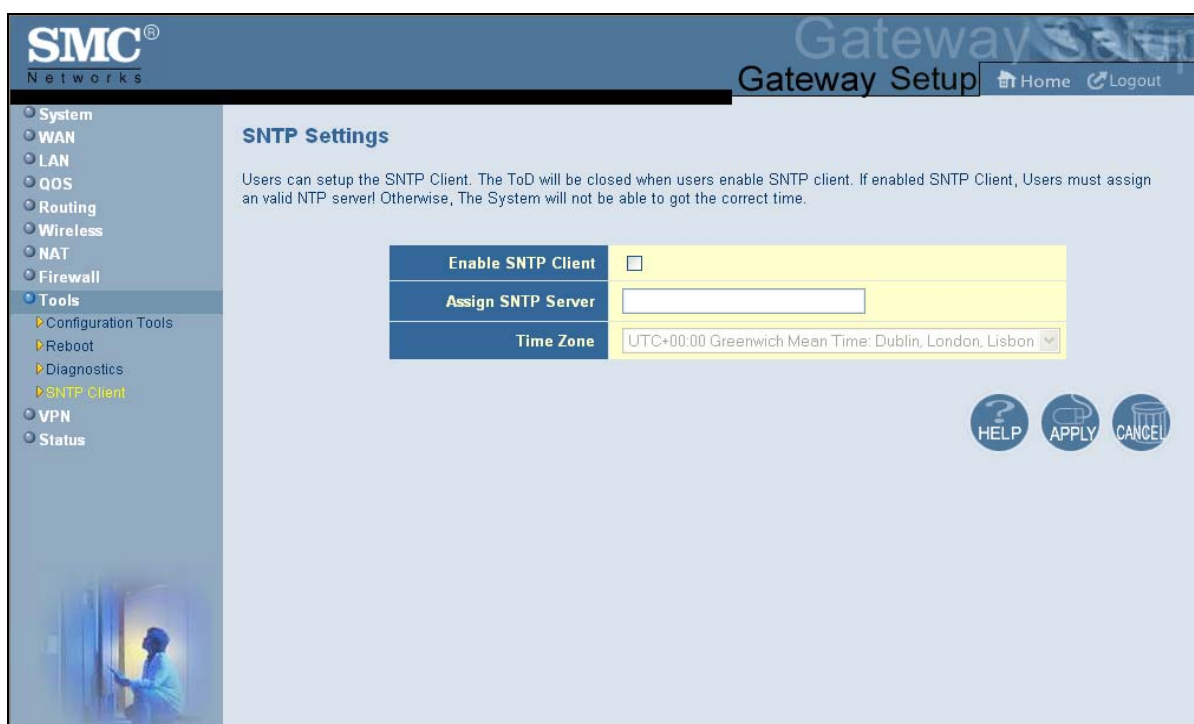 SMC®
Networks
Gateway Setup
Gateway Setup
Home
Logout
System
WAN
LAN
QOS
Routing
Wireless
NAT
Firewall
Tools
Configuration Tools
Reboot
Diagnostics
SNTP Client
VPN
Status
SNTP Settings
Users can setup the SNTP Client. The ToD will be closed when users enable SNTP client. If enabled SNTP Client, Users must assign
an valid NTP server! Otherwise, The System will not be able to got the correct time.
Enable SNTP Client
Assign SNTP Server
Time Zone UTC+00:00 Greenwich Mean Time: Dublin, London, Lisbon
HELP
APPLY
CANCEL